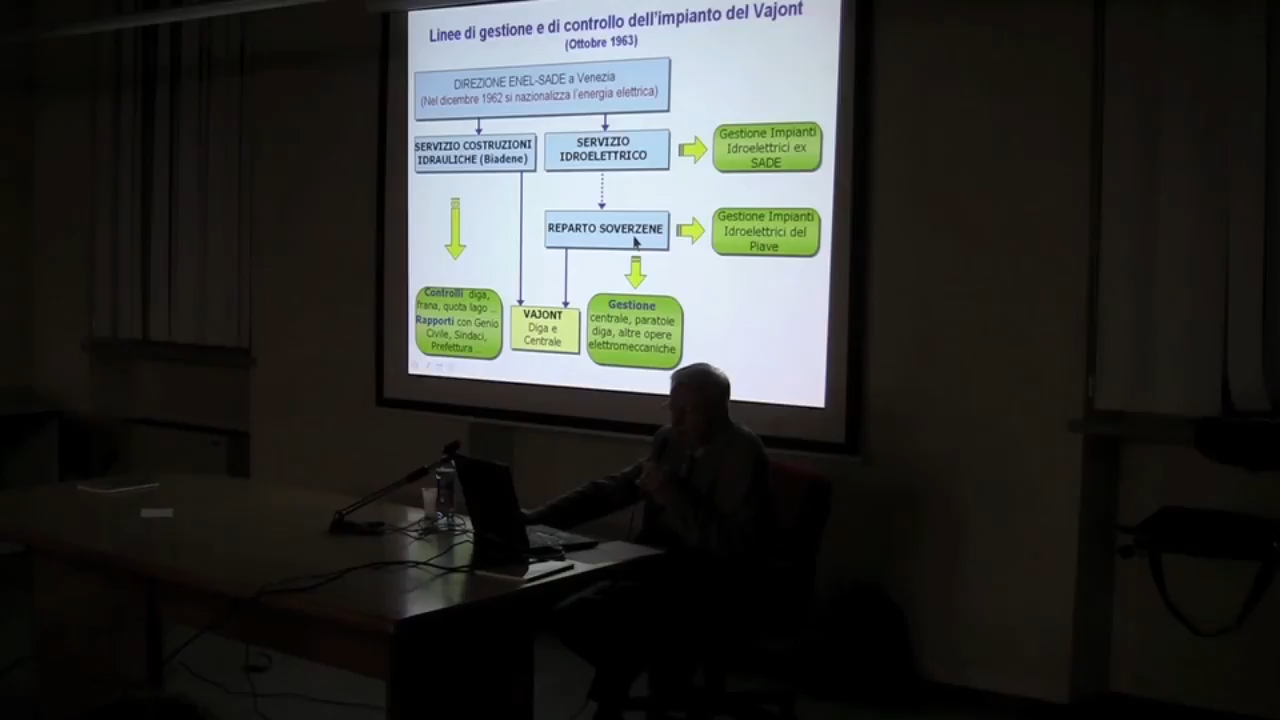 Linee di gestione e di controllo dell'impianto del Vajont
(Ottobre 1963)
DIREZIONE ENEL-SADE a Venezia
(Nel dicembre 1962 si nazionalizza l'energia elettrica)
SERVIZIO COSTRUZIONI
IDRAULICHE (Biadene)
SERVIZIO
IDROELETTRICO
Gestione Impianti
Idroelettrici ex
SADE
REPARTO SOVERZENE
Gestione Impianti
Idroelettrici del
Piave
Controlli diga,
frana, quota lago ...
Rapporti con Genio
Civile, Sindaci,
Prefettura ...
VAJONT
Diga e
Centrale
Gestione
centrale, paratoie
diga, altre opere
elettromeccaniche